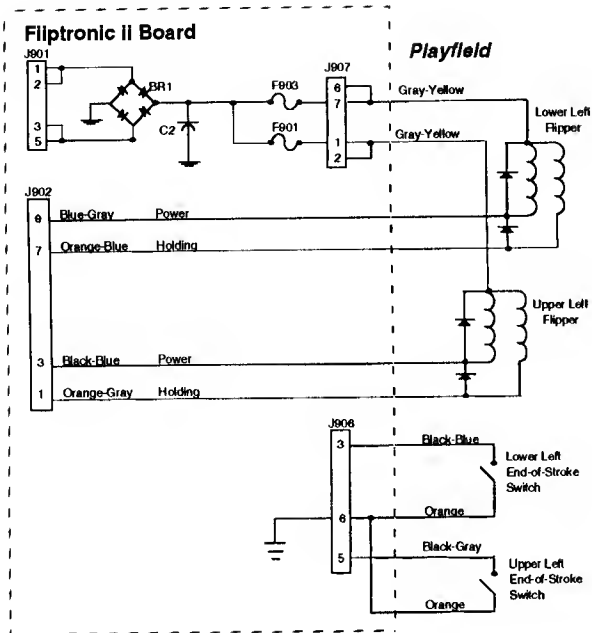 Fliptronic ii Board
Playfield
J901
1
2
3
5
BR1
C2
F903
F901
J907
6
7
1
2
Gray-Yellow
Gray-Yellow
Lower Left
Flipper
J902
9
Blue-Gray Power
7
Orange-Blue Holding
Upper Left
Flipper
3
Black-Blue Power
1
Orange-Gray Holding
J906
3
Black-Blue
Lower Left
End-of-Stroke
Switch
6
Orange
5
Black-Gray
Upper Left
End-of-Stroke
Switch
Orange